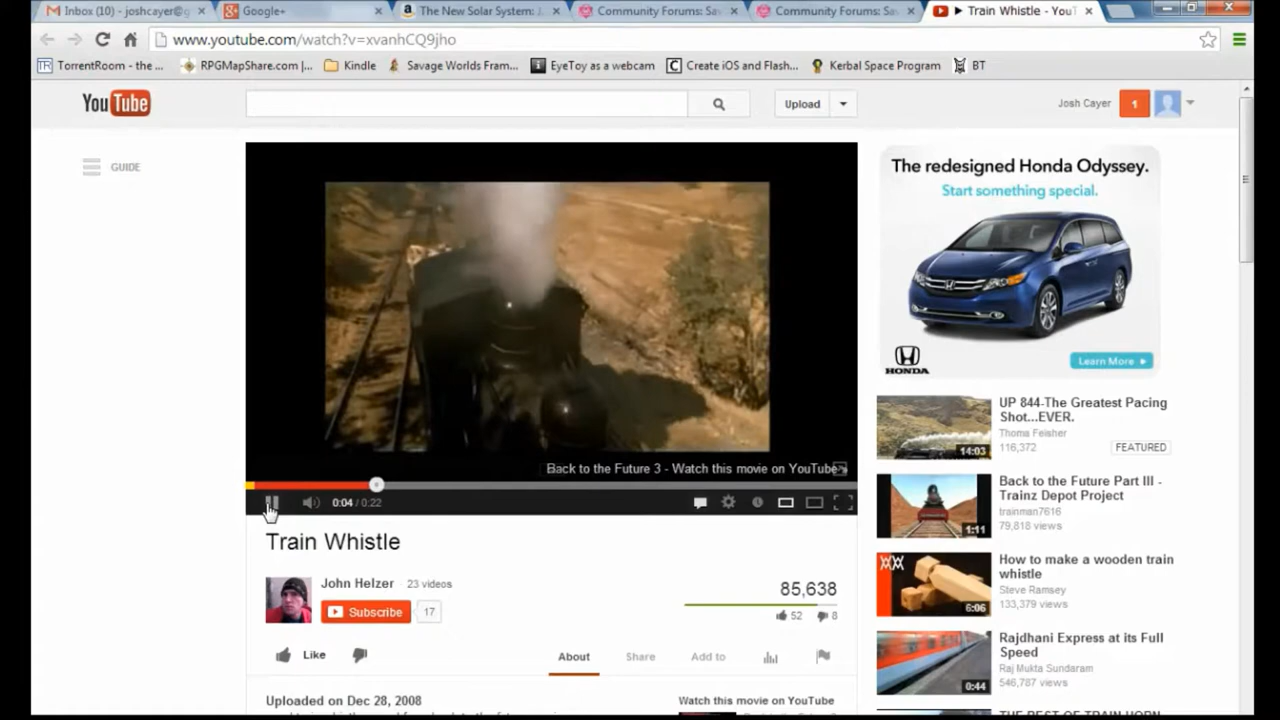 Inbox (10) - joshcayer@g
Google+
The New Solar System:
Community Forums: Sa
Community Forums: Sa
Train Whistle - YouT
www.youtube.com/watch?v=xvanhCQ9jho
TorrentRoom - the ...
RPGMapShare.com |...
Kindle
Savage Worlds Fram...
EyeToy as a webcam
Create iOS and Flash...
Kerbal Space Program
BT
YouTube
Upload
Josh Cayer
1
GUIDE
The redesigned Honda Odyssey.
Start something special.
HONDA
Learn More
Back to the Future 3 - Watch this movie on YouTube
0:04 / 0:22
Train Whistle
John Helzer · 23 videos
Subscribe 17
85,638
52 8
Like
About
Share
Add to
Uploaded on Dec 28, 2008
Watch this movie on YouTube
UP 844-The Greatest Pacing
Shot...EVER.
Thoms Feisher
116,372
FEATURED
14:03
Back to the Future Part III -
Trainz Depot Project
trainman7616
79,818 views
1:11
How to make a wooden train
whistle
Steve Ramsey
133,379 views
6:06
Rajdhani Express at its Full
Speed
Raj Mukta Sundaram
546,787 views
0:44